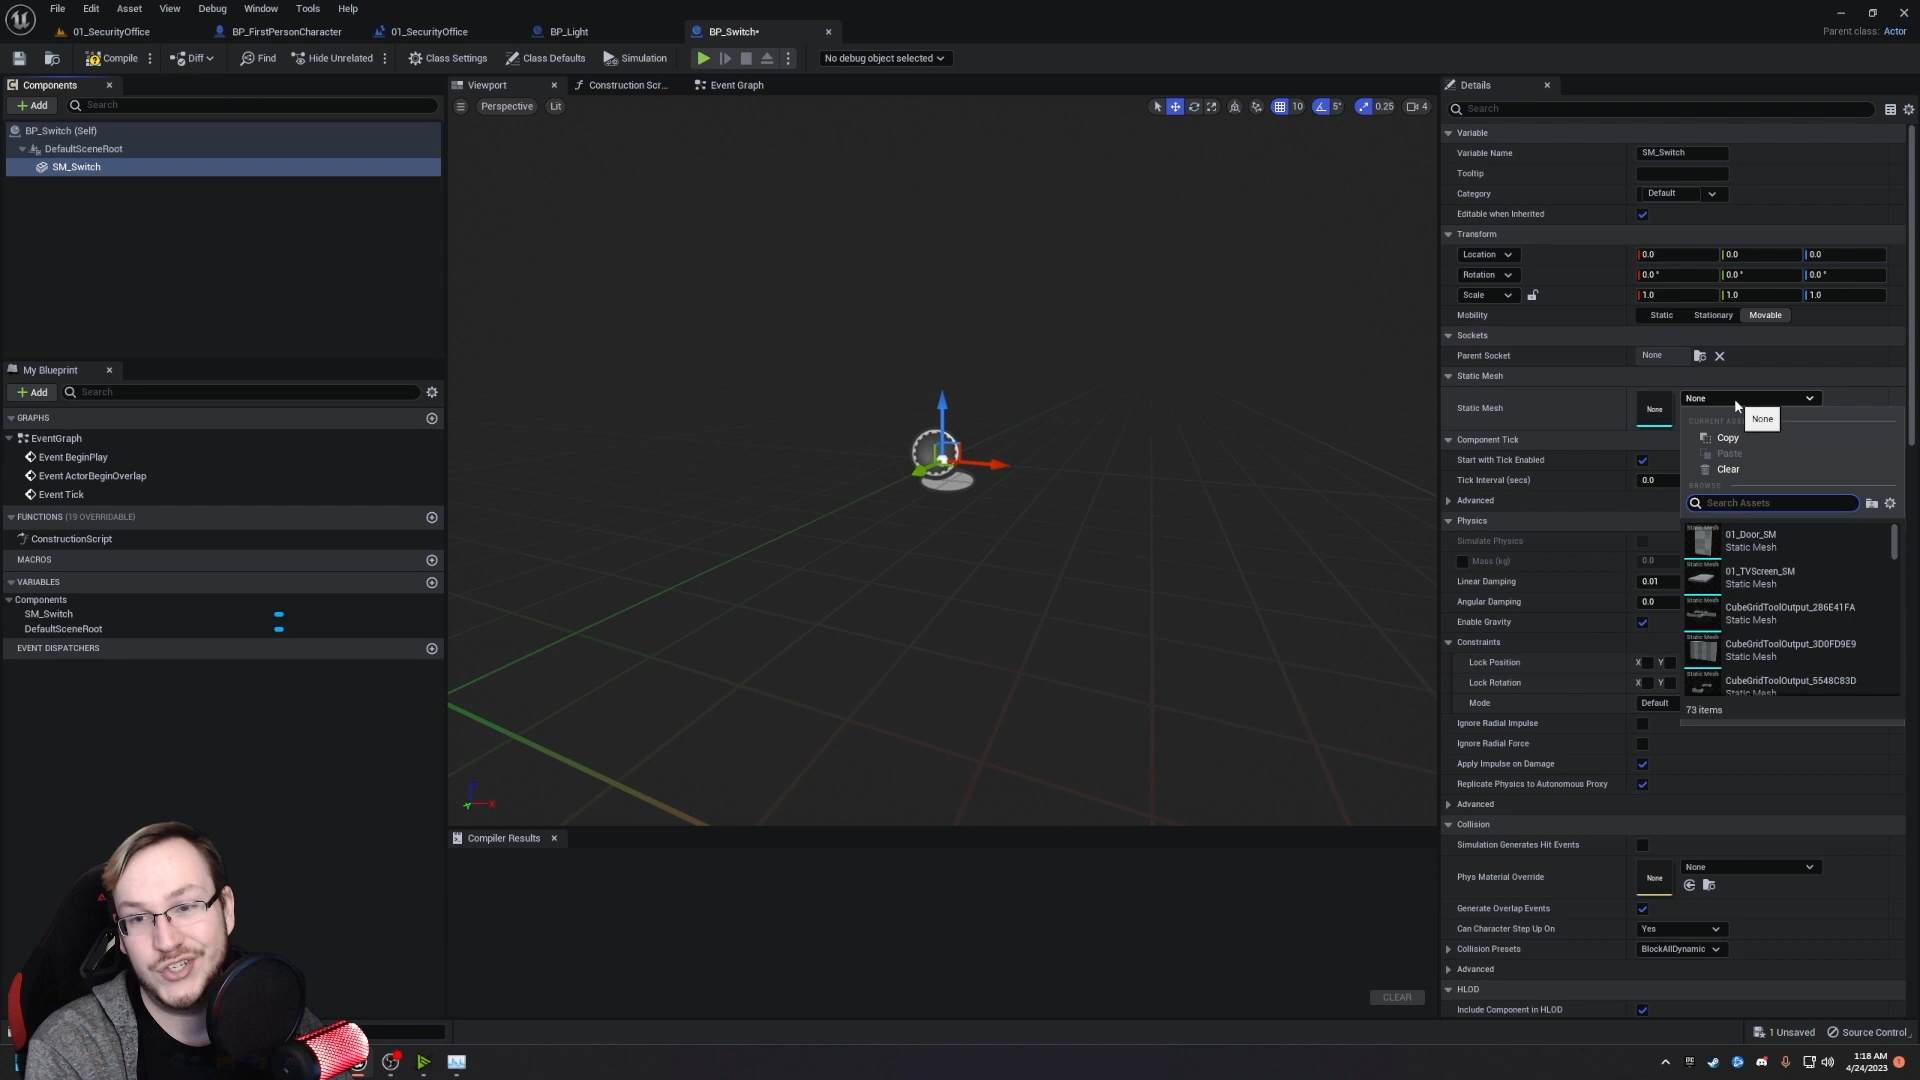 File Edit Asset View Debug Window Tools Help
01_SecurityOffice BP_FirstPersonCharacter 01_SecurityOffice BP_Light BP_Switch•
Parent class: Actor
Compile Diff Find Hide Unrelated Class Settings Class Defaults Simulation No debug object selected
Components
Add Search
BP_Switch (Self)
DefaultSceneRoot
SM_Switch
My Blueprint
Add Search
GRAPHS
EventGraph
Event BeginPlay
Event ActorBeginOverlap
Event Tick
FUNCTIONS (19 OVERRIDABLE)
ConstructionScript
MACROS
VARIABLES
Components
SM_Switch
DefaultSceneRoot
EVENT DISPATCHERS
Viewport Construction Scr... Event Graph
Perspective Lit 10 5° 0.25 4
X
Compiler Results
CLEAR
Details
Search
Variable
Variable Name SM_Switch
Tooltip
Category Default
Editable when Inherited
Transform
Location 0.0 0.0 0.0
Rotation 0.0 ° 0.0 ° 0.0 °
Scale 1.0 1.0 1.0
Mobility Static Stationary Movable
Sockets
Parent Socket None
Static Mesh
Static Mesh None None
None
Copy
Paste
Clear
BROWSE
Search Assets
01_Door_SM
Static Mesh
01_TVScreen_SM
Static Mesh
CubeGridToolOutput_286E41FA
Static Mesh
CubeGridToolOutput_3D0FD9E9
Static Mesh
CubeGridToolOutput_5548C83D
Static Mesh
73 items
Component Tick
Start with Tick Enabled
Tick Interval (secs) 0.0
Advanced
Physics
Simulate Physics
Mass (kg) 0.0
Linear Damping 0.01
Angular Damping 0.0
Enable Gravity
Constraints
Lock Position X Y
Lock Rotation X Y
Mode Default
Ignore Radial Impulse
Ignore Radial Force
Apply Impulse on Damage
Replicate Physics to Autonomous Proxy
Advanced
Collision
Simulation Generates Hit Events
Phys Material Override None None
Generate Overlap Events
Can Character Step Up On Yes
Collision Presets BlockAllDynamic
Advanced
HLOD
Include Component in HLOD
1 Unsaved Source Control
1:18 AM
4/24/2023
1